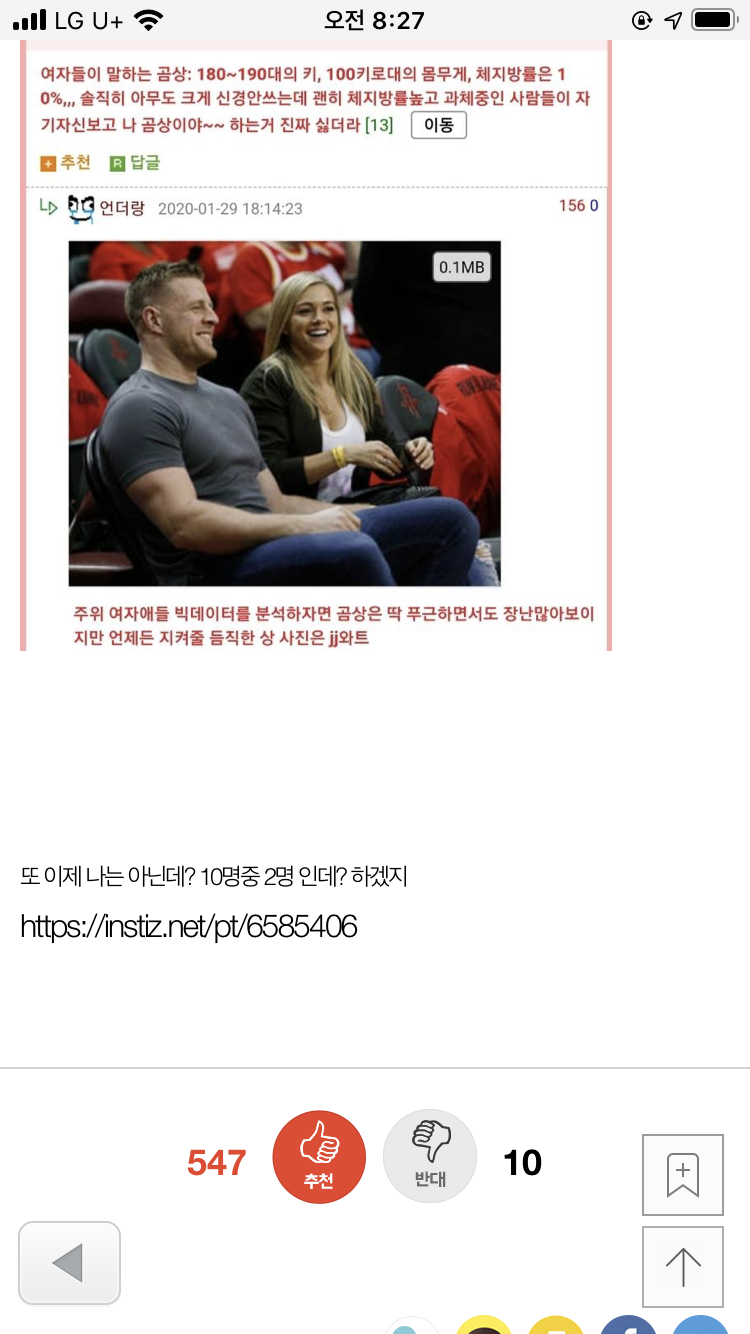 LG U+ 오전 8:27
여자들이 말하는 곰상: 180~190대의 키, 100키로대의 몸무게, 체지방률은 1
0%,,, 솔직히 아무도 크게 신경안쓰는데 괜히 체지방률높고 과체중인 사람들이 자
기자신보고 나 곰상이야~~ 하는거 진짜 싫더라 [13] 이동
+ 추천 R 답글
언더랑 2020-01-29 18:14:23 156 0
0.1MB
주위 여자애들 빅데이터를 분석하자면 곰상은 딱 푸근하면서도 장난많아보이
지만 언제든 지켜줄 듬직한 상 사진은 jj와트
또 이제 나는 아닌데? 10명중 2명 인데? 하겠지
https://instiz.net/pt/6585406
547 추천 반대 10